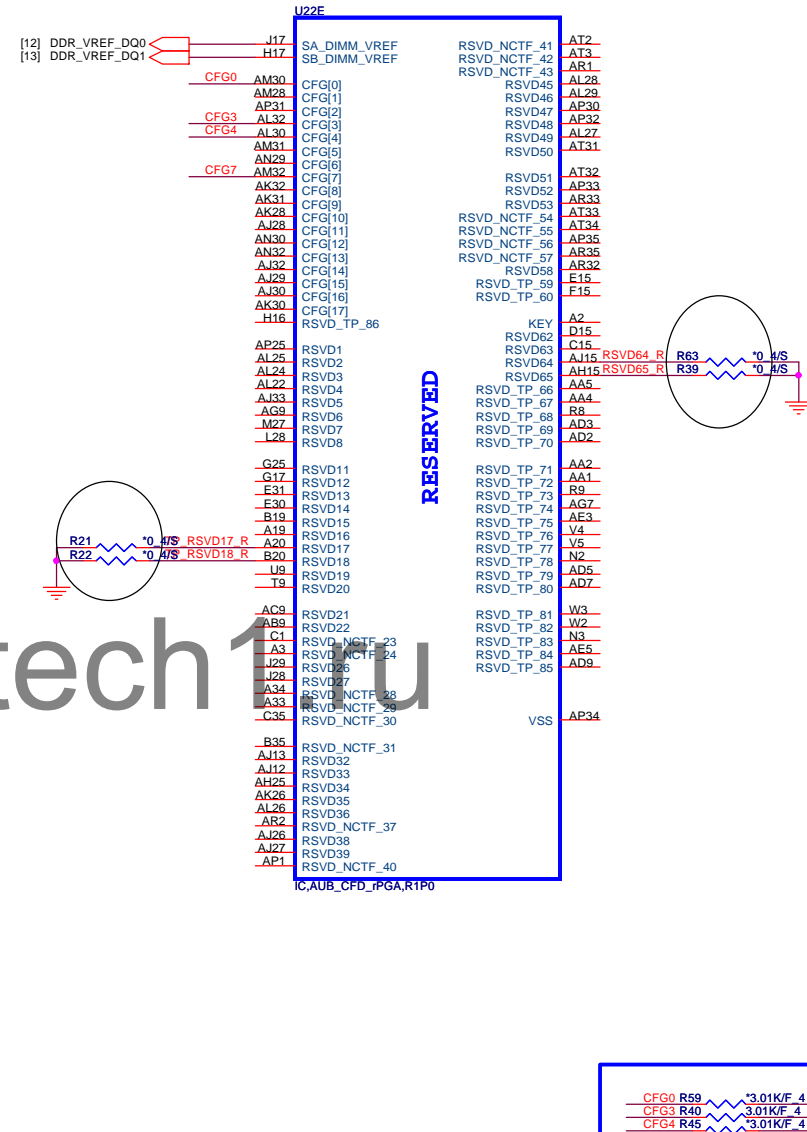 U22E
[12] DDR_VREF_DQ0 J17 SA_DIMM_VREF
[13] DDR_VREF_DQ1 H17 SB_DIMM_VREF
CFG0 AM30 CFG[0]
AM28 CFG[1]
AP31 CFG[2]
CFG3 AL32 CFG[3]
CFG4 AL30 CFG[4]
AM31 CFG[5]
AN29 CFG[6]
CFG7 AM32 CFG[7]
AK32 CFG[8]
AK31 CFG[9]
AK28 CFG[10]
AJ28 CFG[11]
AN30 CFG[12]
AN32 CFG[13]
AJ32 CFG[14]
AJ29 CFG[15]
AJ30 CFG[16]
AK30 CFG[17]
H16 RSVD_TP_86
AP25 RSVD1
AL25 RSVD2
AL24 RSVD3
AL22 RSVD4
AJ33 RSVD5
AG9 RSVD6
M27 RSVD7
L28 RSVD8
G25 RSVD11
G17 RSVD12
E31 RSVD13
E30 RSVD14
B19 RSVD15
A19 RSVD16
R21 *0_4/S TP_RSVD17_R A20 RSVD17
R22 *0_4/S TP_RSVD18_R B20 RSVD18
U9 RSVD19
T9 RSVD20
AC9 RSVD21
AB9 RSVD22
C1 RSVD_NCTF_23
A3 RSVD_NCTF_24
J29 RSVD26
J28 RSVD27
A34 RSVD_NCTF_28
A33 RSVD_NCTF_29
C35 RSVD_NCTF_30
B35 RSVD_NCTF_31
AJ13 RSVD32
AJ12 RSVD33
AH25 RSVD34
AK26 RSVD35
AL26 RSVD36
AR2 RSVD_NCTF_37
AJ26 RSVD38
AJ27 RSVD39
AP1 RSVD_NCTF_40
RESERVED
RSVD_NCTF_41 AT2
RSVD_NCTF_42 AT3
RSVD_NCTF_43 AR1
RSVD45 AL28
RSVD46 AL29
RSVD47 AP30
RSVD48 AP32
RSVD49 AL27
RSVD50 AT31
RSVD51 AT32
RSVD52 AP33
RSVD53 AR33
RSVD_NCTF_54 AT33
RSVD_NCTF_55 AT34
RSVD_NCTF_56 AP35
RSVD_NCTF_57 AR35
RSVD58 AR32
RSVD_TP_59 E15
RSVD_TP_60 F15
KEY A2
RSVD62 D15
RSVD63 C15
RSVD64 AJ15 RSVD64_R R63 *0_4/S
RSVD65 AH15 RSVD65_R R39 *0_4/S
RSVD_TP_66 AA5
RSVD_TP_67 AA4
RSVD_TP_68 R8
RSVD_TP_69 AD3
RSVD_TP_70 AD2
RSVD_TP_71 AA2
RSVD_TP_72 AA1
RSVD_TP_73 R9
RSVD_TP_74 AG7
RSVD_TP_75 AE3
RSVD_TP_76 V4
RSVD_TP_77 V5
RSVD_TP_78 N2
RSVD_TP_79 AD5
RSVD_TP_80 AD7
RSVD_TP_81 W3
RSVD_TP_82 W2
RSVD_TP_83 N3
RSVD_TP_84 AE5
RSVD_TP_85 AD9
VSS AP34
IC,AUB_CFD_rPGA,R1P0
tech1.ru
CFG0 R59 *3.01K/F_4
CFG3 R40 3.01K/F_4
CFG4 R45 *3.01K/F_4